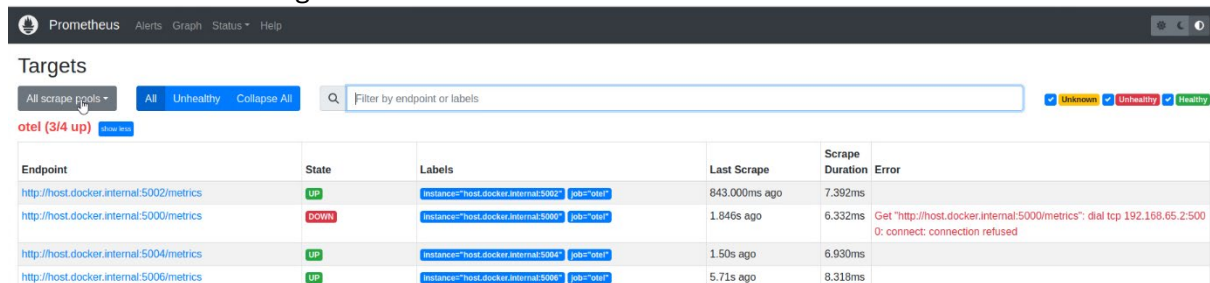 Prometheus Alerts Graph Status Help
Targets
All scrape pools All Unhealthy Collapse All Filter by endpoint or labels Unknown Unhealthy Healthy
otel (3/4 up) show less
Endpoint State Labels Last Scrape Scrape Duration Error
http://host.docker.internal:5002/metrics UP instance="host.docker.internal:5002" job="otel" 843.000ms ago 7.392ms
http://host.docker.internal:5000/metrics DOWN instance="host.docker.internal:5000" job="otel" 1.846s ago 6.332ms Get "http://host.docker.internal:5000/metrics": dial tcp 192.168.65.2:500
0: connect: connection refused
http://host.docker.internal:5004/metrics UP instance="host.docker.internal:5004" job="otel" 1.50s ago 6.930ms
http://host.docker.internal:5006/metrics UP instance="host.docker.internal:5006" job="otel" 5.71s ago 8.318ms